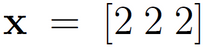 x = [2 2 2]